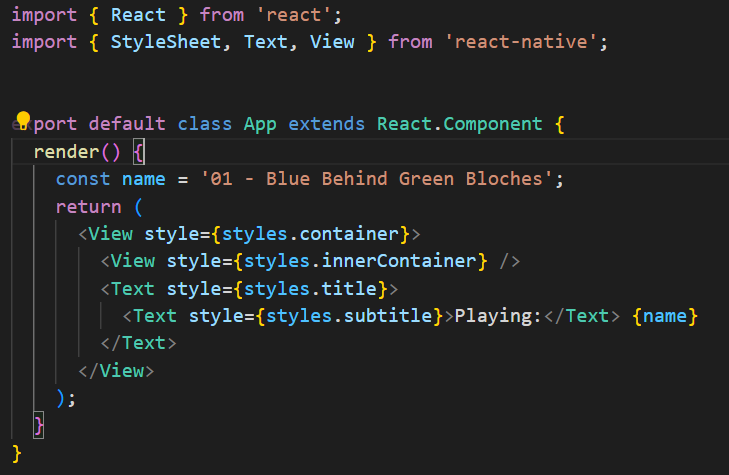 import { React } from 'react';
import { StyleSheet, Text, View } from 'react-native';
export default class App extends React.Component {
render() {
const name = '01 - Blue Behind Green Bloches';
return (
<View style={styles.container}>
<View style={styles.innerContainer} />
<Text style={styles.title}>
<Text style={styles.subtitle}>Playing:</Text> {name}
</Text>
</View>
);
}
}